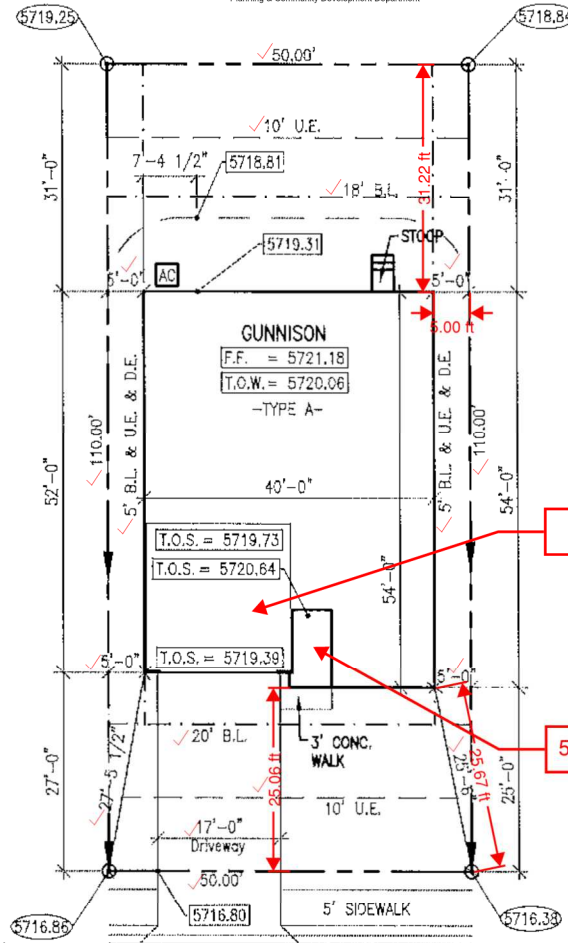 Planning & Community Development Department
5719.25
5718.84
50.00'
10' U.E.
7'-4 1/2"
5718.81
31'-0"
31.22 ft
31'-0"
18' B.L.
STOOP
5719.31
5'-0"
AC
5'-0"
5.00 ft
GUNNISON
F.F. = 5721.18
T.O.W. = 5720.06
-TYPE A-
110.00'
5' B.L. & U.E. & D.E.
5' B.L. & U.E. & D.E.
110.00'
52'-0"
40'-0"
54'-0"
T.O.S. = 5719.73
T.O.S. = 5720.64
54'-0"
T.O.S. = 5719.39
5'-0"
5'-0"
5
20' B.L.
3' CONC.
WALK
27'-0"
27'-5 1/2"
25.06 ft
25.67 ft
25'-0"
10' U.E.
17'-0"
Driveway
50.00'
5716.86
5716.80
5' SIDEWALK
5716.38